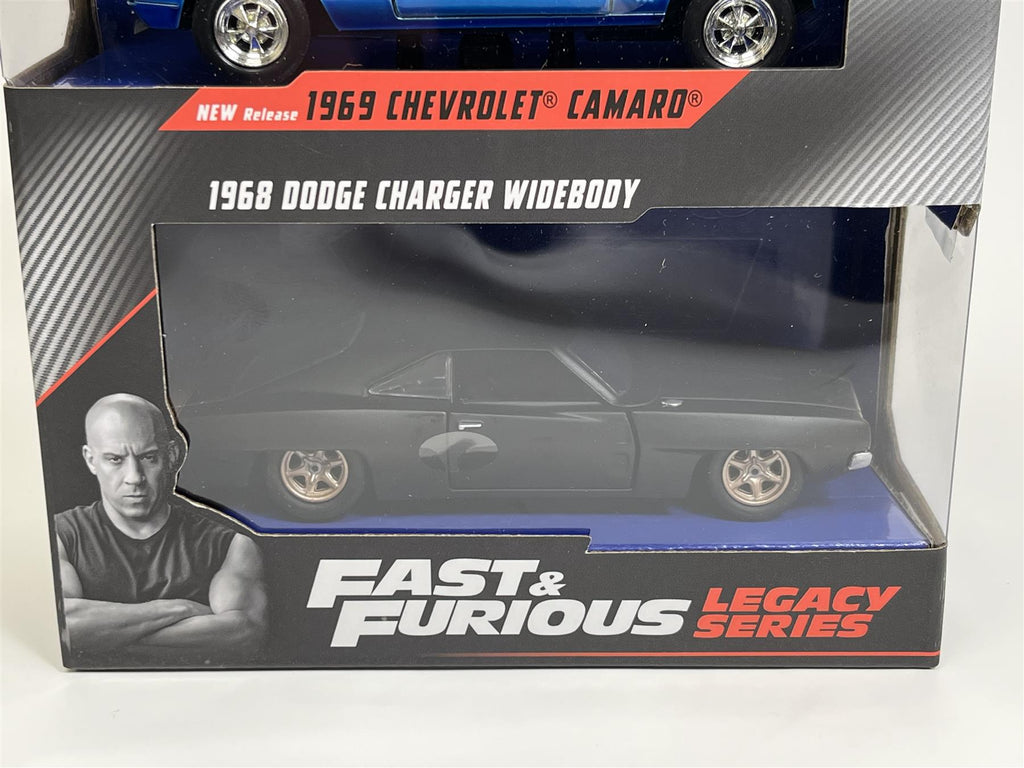 NEW Release 1969 CHEVROLET® CAMARO®
1968 DODGE CHARGER WIDEBODY
FAST & FURIOUS LEGACY SERIES